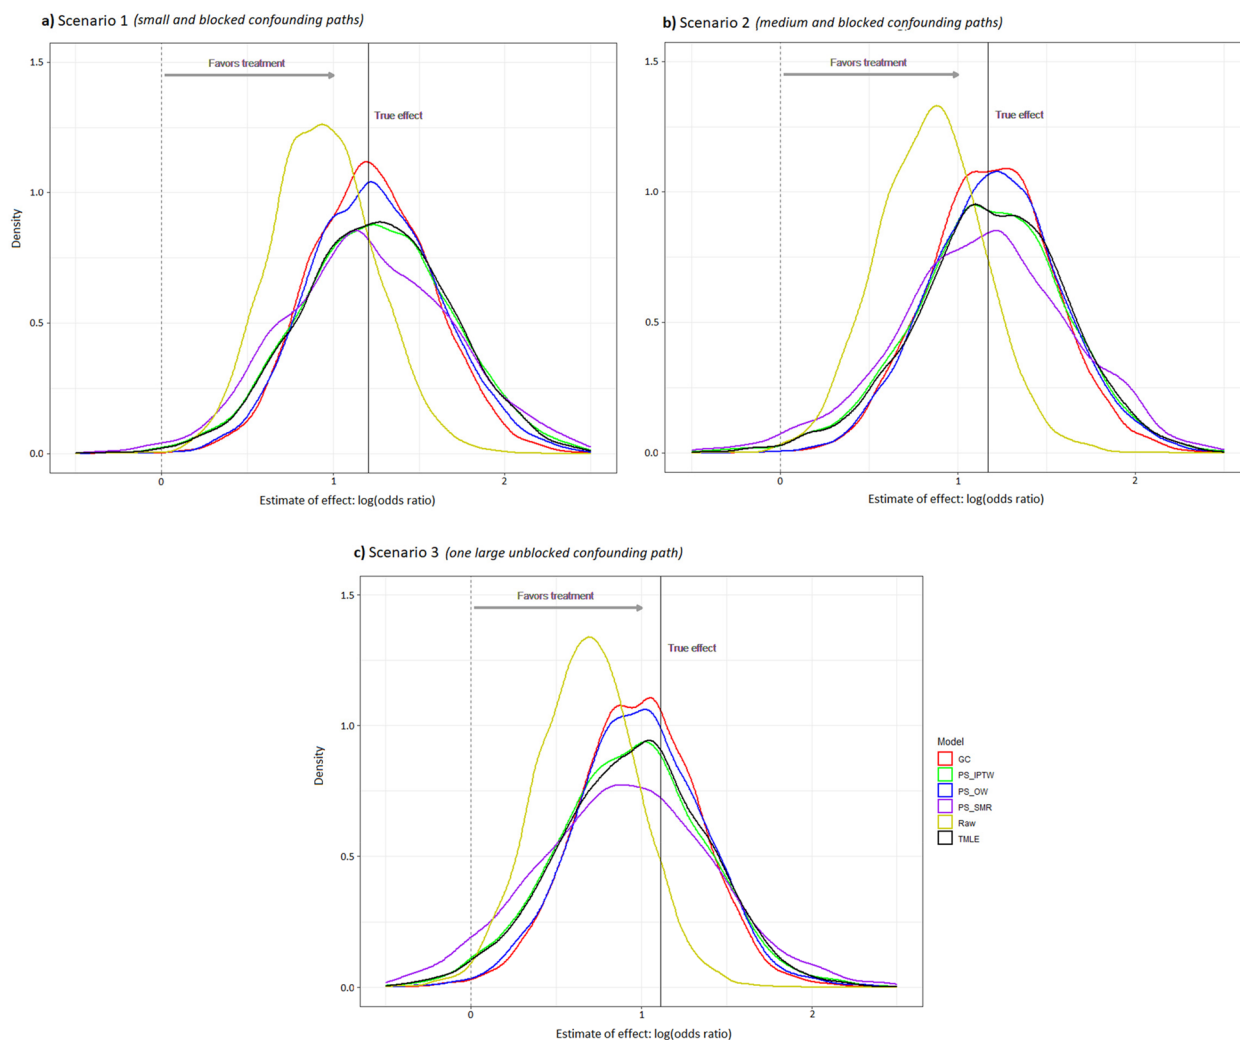 a) Scenario 1 (small and blocked confounding paths)
1.5
Favors treatment
True effect
1.0
Density
0.5
0.0
0
1
2
Estimate of effect: log(odds ratio)
b) Scenario 2 (medium and blocked confounding paths)
1.5
Favors treatment
True effect
1.0
0.5
0.0
0
1
2
Estimate of effect: log(odds ratio)
c) Scenario 3 (one large unblocked confounding path)
1.5
Favors treatment
True effect
1.0
Density
0.5
0.0
0
1
2
Estimate of effect: log(odds ratio)
Model
GC
PS_IPTW
PS_OW
PS_SMR
Raw
TMLE